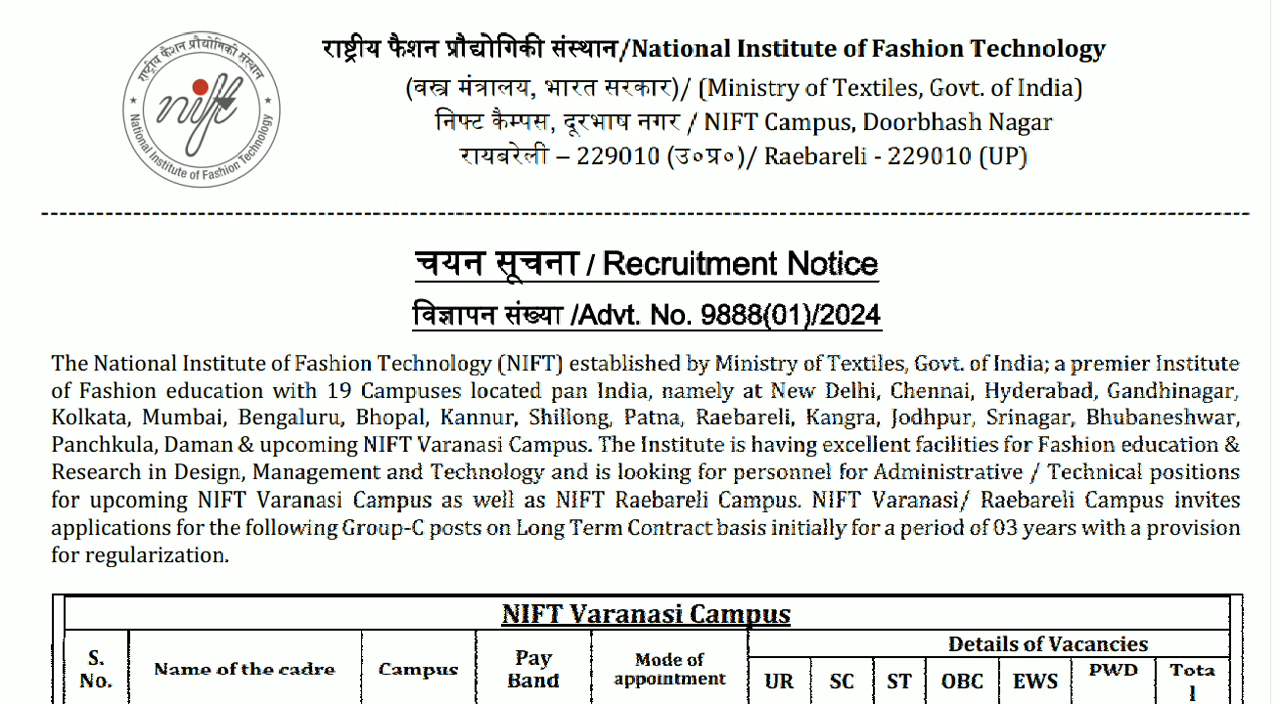 राष्ट्रीय फैशन प्रौद्योगिकी संस्थान/National Institute of Fashion Technology
(वस्त्र मंत्रालय, भारत सरकार)/ (Ministry of Textiles, Govt. of India)
निफ्ट कैम्पस, दूरभाष नगर / NIFT Campus, Doorbhash Nagar
रायबरेली – 229010 (उ०प्र०)/ Raebareli - 229010 (UP)
राष्ट्रीय फैशन प्रौद्योगिकी संस्थान
nift
National Institute of Fashion Technology
चयन सूचना / Recruitment Notice
विज्ञापन संख्या /Advt. No. 9888(01)/2024
The National Institute of Fashion Technology (NIFT) established by Ministry of Textiles, Govt. of India; a premier Institute
of Fashion education with 19 Campuses located pan India, namely at New Delhi, Chennai, Hyderabad, Gandhinagar,
Kolkata, Mumbai, Bengaluru, Bhopal, Kannur, Shillong, Patna, Raebareli, Kangra, Jodhpur, Srinagar, Bhubaneshwar,
Panchkula, Daman & upcoming NIFT Varanasi Campus. The Institute is having excellent facilities for Fashion education &
Research in Design, Management and Technology and is looking for personnel for Administrative / Technical positions
for upcoming NIFT Varanasi Campus as well as NIFT Raebareli Campus. NIFT Varanasi/ Raebareli Campus invites
applications for the following Group-C posts on Long Term Contract basis initially for a period of 03 years with a provision
for regularization.
NIFT Varanasi Campus
S. No. Name of the cadre Campus Pay Band Mode of appointment Details of Vacancies
UR SC ST OBC EWS PWD Total